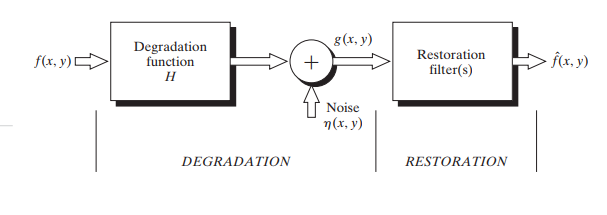 f(x, y)
Degradation
function
H
+
g(x, y)
Noise
η(x, y)
Restoration
filter(s)
f̂(x, y)
DEGRADATION
RESTORATION